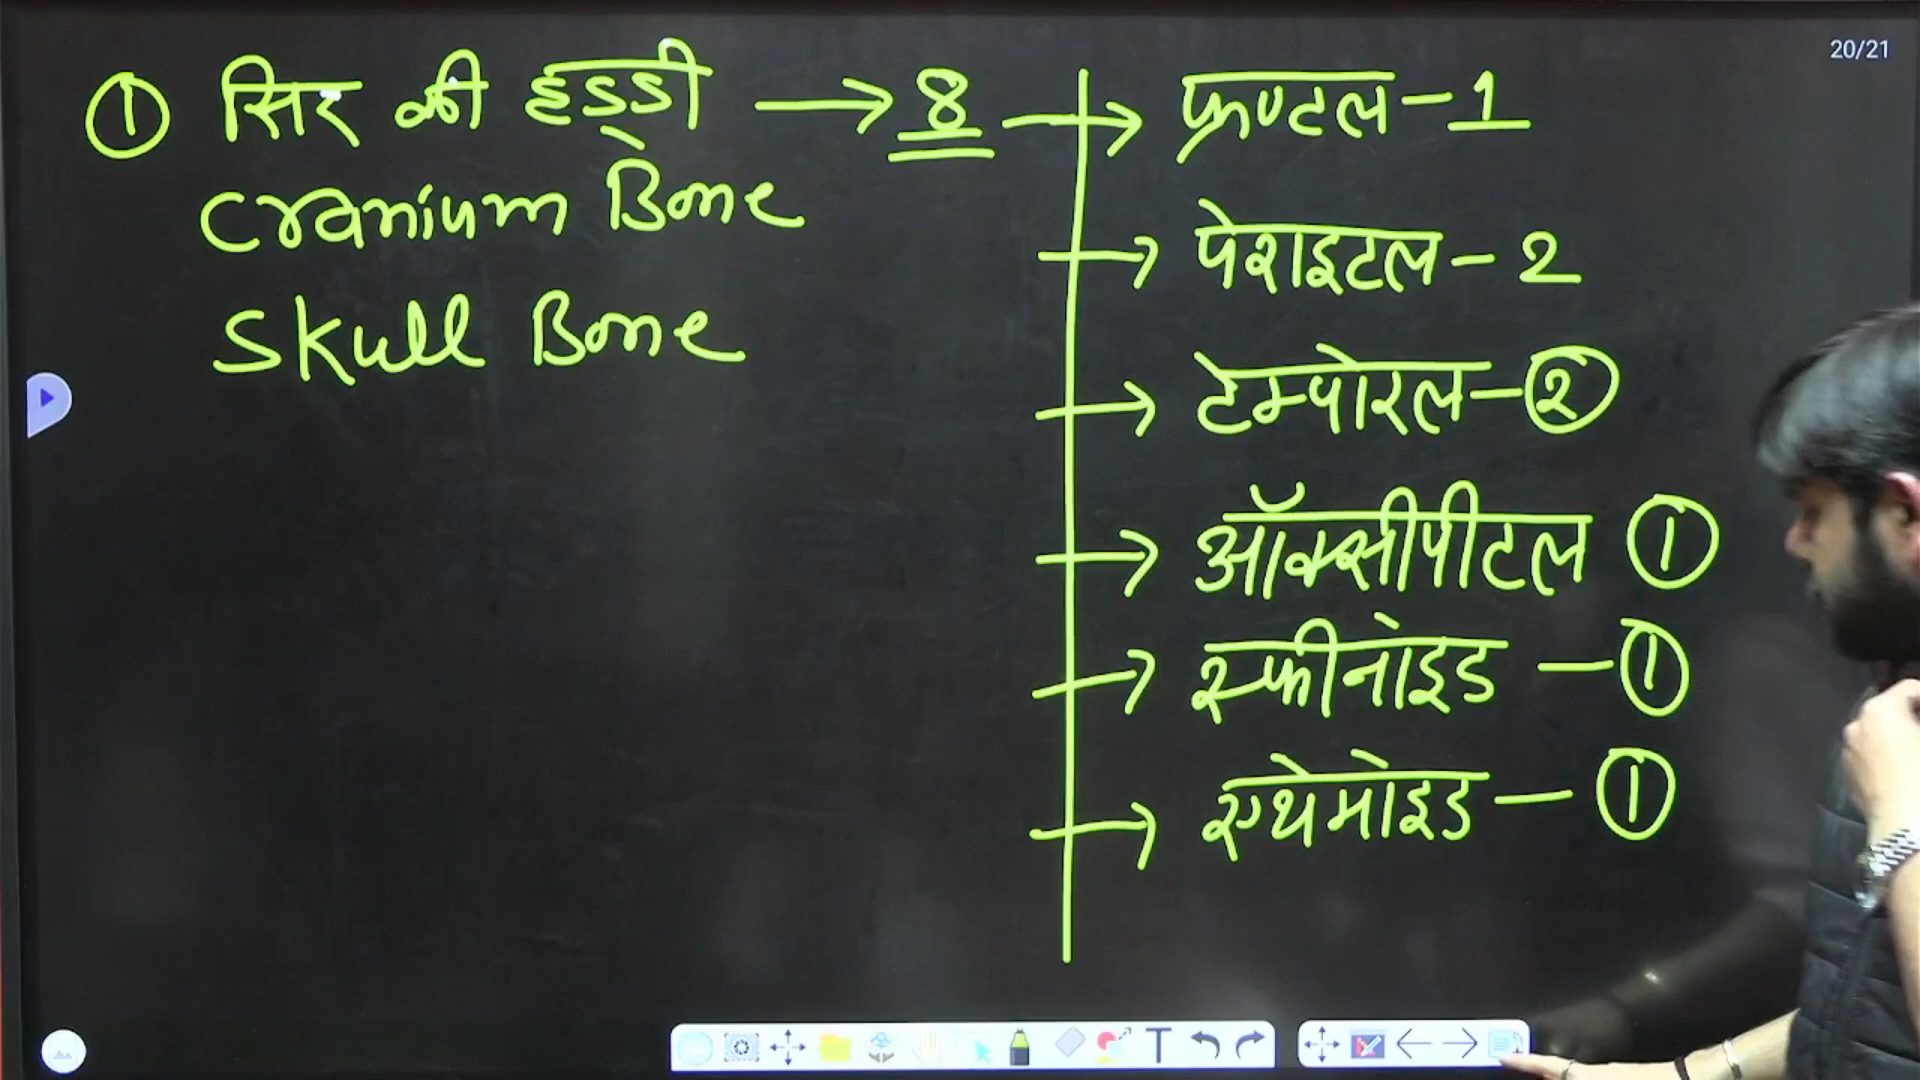 20/21
① सिर की हड्डी → 8 → फ्रण्टल - 1
Cranium Bone
→ पेराइटल - 2
Skull Bone
→ टेम्पोरल - ②
→ ऑक्सीपीटल ①
→ स्फीनोइड - ①
→ एथेमोइड - ①
T